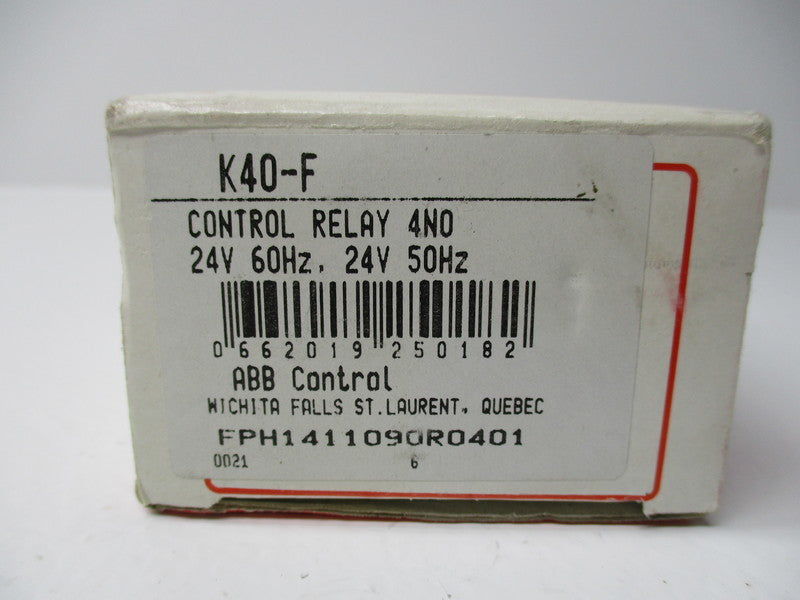 K40-F
CONTROL RELAY 4NO
24V 60Hz, 24V 50Hz
0 662019 250182
ABB Control
WICHITA FALLS ST.LAURENT, QUEBEC
FPH1411090R0401
0021 6